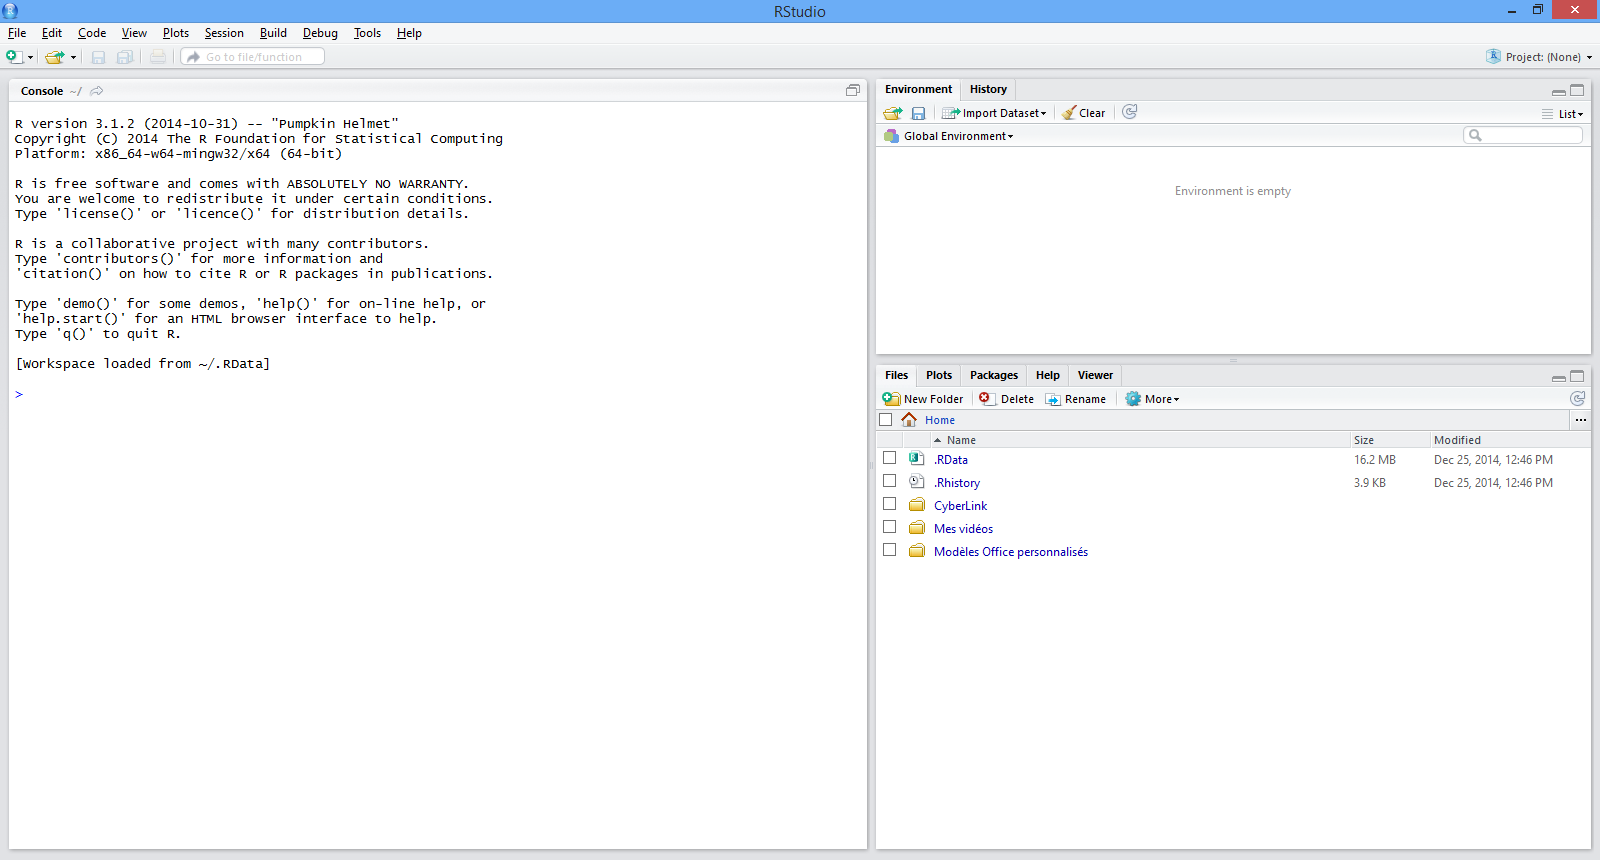 RStudio
File Edit Code View Plots Session Build Debug Tools Help
Go to file/function
Project: (None)
Console ~/
R version 3.1.2 (2014-10-31) -- "Pumpkin Helmet"
Copyright (C) 2014 The R Foundation for Statistical Computing
Platform: x86_64-w64-mingw32/x64 (64-bit)
R is free software and comes with ABSOLUTELY NO WARRANTY.
You are welcome to redistribute it under certain conditions.
Type 'license()' or 'licence()' for distribution details.
R is a collaborative project with many contributors.
Type 'contributors()' for more information and
'citation()' on how to cite R or R packages in publications.
Type 'demo()' for some demos, 'help()' for on-line help, or
'help.start()' for an HTML browser interface to help.
Type 'q()' to quit R.
[Workspace loaded from ~/.RData]
>
Environment History
Import Dataset Clear List
Global Environment
Environment is empty
Files Plots Packages Help Viewer
New Folder Delete Rename More
Home ...
Name Size Modified
.RData 16.2 MB Dec 25, 2014, 12:46 PM
.Rhistory 3.9 KB Dec 25, 2014, 12:46 PM
CyberLink
Mes vidéos
Modèles Office personnalisés